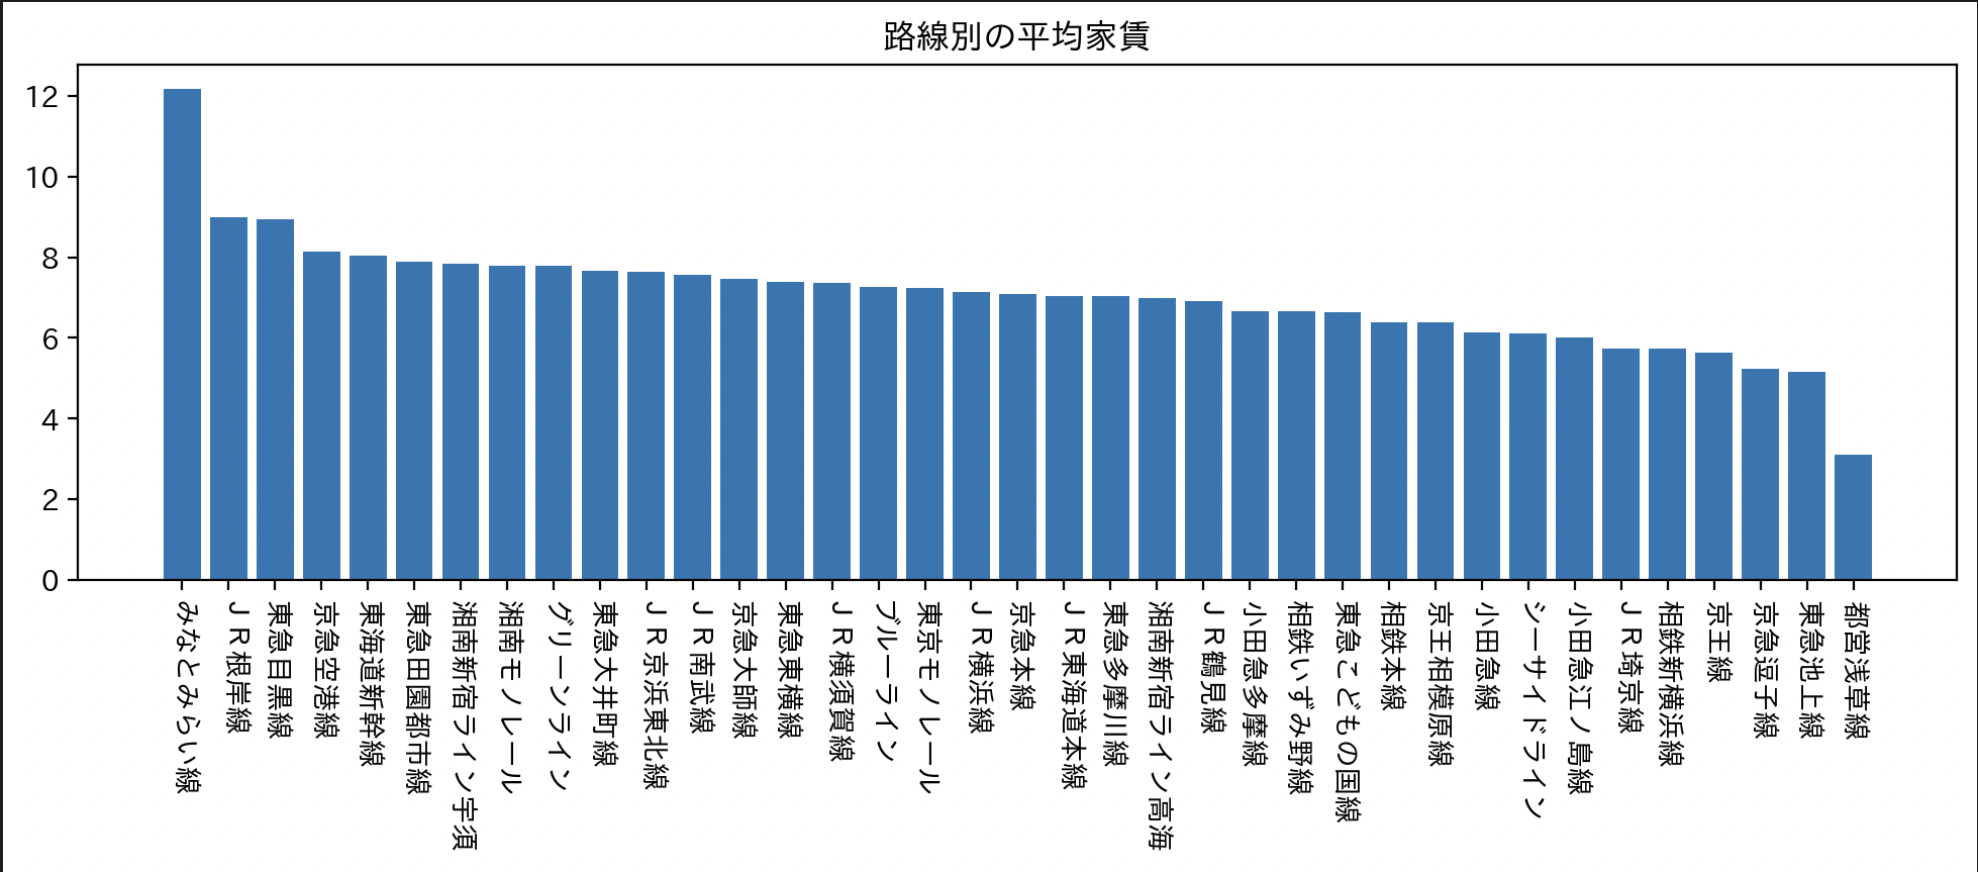 路線別の平均家賃
12
10
8
6
4
2
0
みなとみらい線
ＪＲ根岸線
東急目黒線
京急空港線
東海道新幹線
東急田園都市線
湘南新宿ライン宇須
湘南モノレール
グリーンライン
東急大井町線
ＪＲ京浜東北線
ＪＲ南武線
京急大師線
東急東横線
ＪＲ横須賀線
ブルーライン
東京モノレール
ＪＲ横浜線
京急本線
ＪＲ東海道本線
東急多摩川線
湘南新宿ライン高海
ＪＲ鶴見線
小田急多摩線
相鉄いずみ野線
東急こどもの国線
相鉄本線
京王相模原線
小田急線
シーサイドライン
小田急江ノ島線
ＪＲ埼京線
相鉄新横浜線
京王線
京急逗子線
東急池上線
都営浅草線